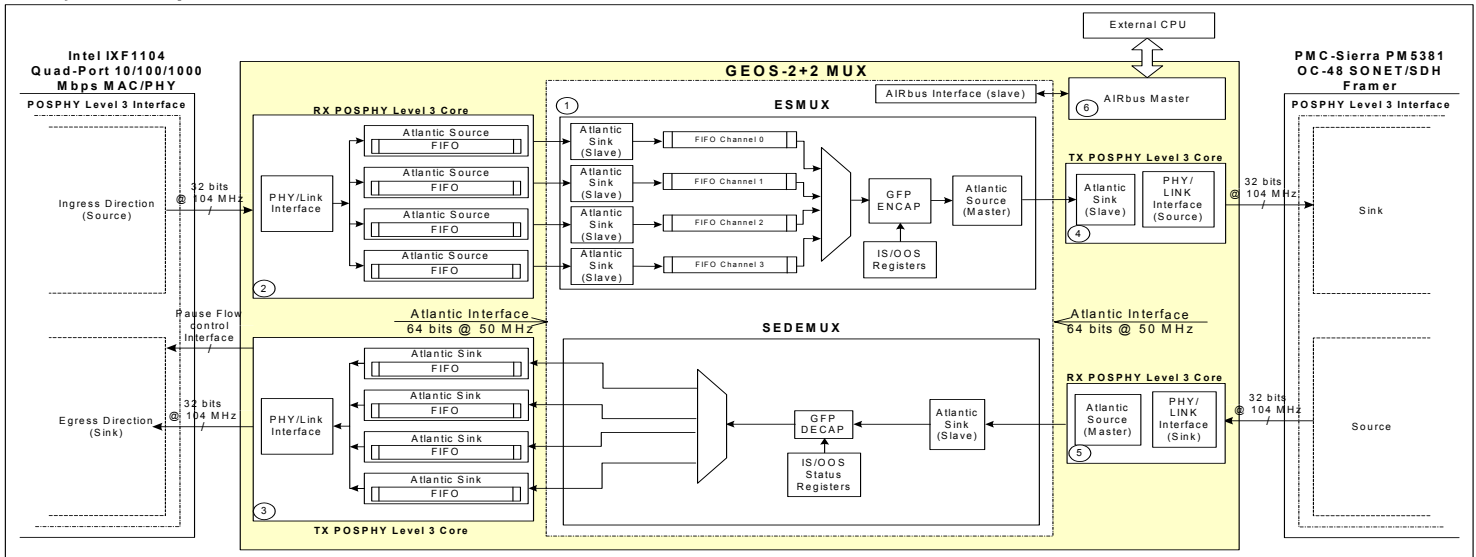 External CPU
Intel IXF1104
Quad-Port 10/100/1000
Mbps MAC/PHY
POSPHY Level 3 Interface
Ingress Direction
(Source)
32 bits
@ 104 MHz
Pause Flow
control
Interface
Egress Direction
(Sink)
32 bits
@ 104 MHz
GEOS-2+2 MUX
RX POSPHY Level 3 Core
PHY/Link
Interface
Atlantic Source
FIFO
Atlantic Source
FIFO
Atlantic Source
FIFO
Atlantic Source
FIFO
2
Atlantic Interface
64 bits @ 50 MHz
1
ESMUX
AIRbus Interface (slave)
6
AIRbus Master
Atlantic
Sink
(Slave)
FIFO Channel 0
Atlantic
Sink
(Slave)
FIFO Channel 1
Atlantic
Sink
(Slave)
FIFO Channel 2
Atlantic
Sink
(Slave)
FIFO Channel 3
GFP
ENCAP
IS/OOS
Registers
Atlantic
Source
(Master)
TX POSPHY Level 3 Core
Atlantic
Sink
(Slave)
PHY/
LINK
Interface
(Source)
4
32 bits
@ 104 MHz
PMC-Sierra PM5381
OC-48 SONET/SDH
Framer
POSPHY Level 3 Interface
Sink
Source
Atlantic Interface
64 bits @ 50 MHz
SEDEMUX
PHY/Link
Interface
Atlantic Sink
FIFO
Atlantic Sink
FIFO
Atlantic Sink
FIFO
Atlantic Sink
FIFO
3
TX POSPHY Level 3 Core
GFP
DECAP
IS/OOS
Status
Registers
Atlantic
Sink
(Slave)
RX POSPHY Level 3 Core
Atlantic
Source
(Master)
PHY/
LINK
Interface
(Sink)
5
32 bits
@ 104 MHz